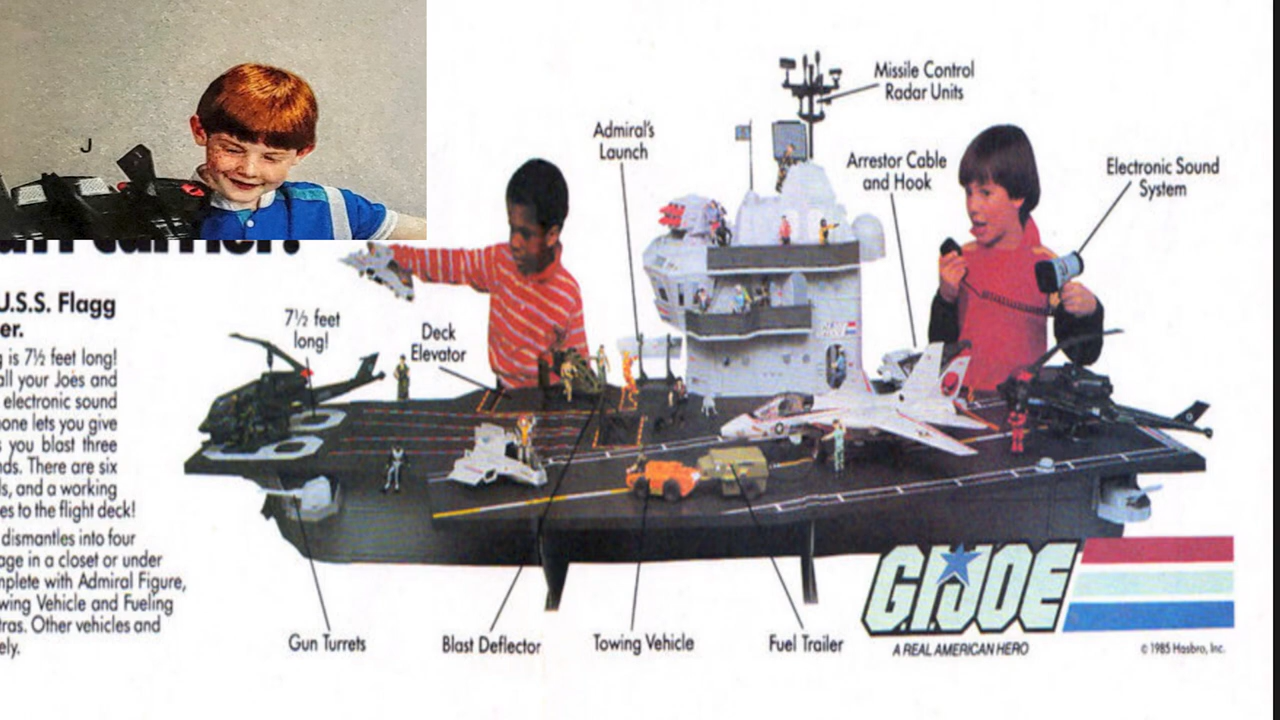 J
Missile Control
Radar Units
Admiral's
Launch
Arrestor Cable
and Hook
Electronic Sound
System
U.S.S. Flagg
er.
7½ feet
long!
Deck
Elevator
g is 7½ feet long!
all your Joes and
electronic sound
one lets you give
s you blast three
nds. There are six
ls, and a working
es to the flight deck!
dismantles into four
age in a closet or under
mplete with Admiral Figure,
wing Vehicle and Fueling
tras. Other vehicles and
ely.
G.I.JOE
G.I.JOE
A REAL AMERICAN HERO
© 1985 Hasbro, Inc.
Gun Turrets
Blast Deflector
Towing Vehicle
Fuel Trailer